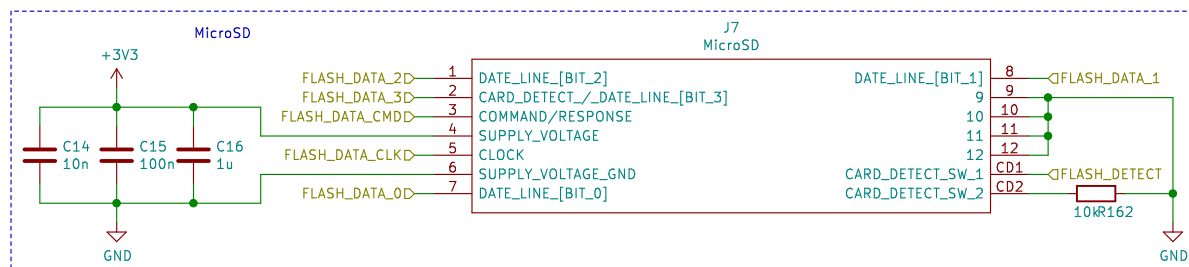 MicroSD
+3V3
C14
10n
C15
100n
C16
1u
GND
J7
MicroSD
FLASH_DATA_2 1 DATE_LINE_[BIT_2]
FLASH_DATA_3 2 CARD_DETECT_/_DATE_LINE_[BIT_3]
FLASH_DATA_CMD 3 COMMAND/RESPONSE
4 SUPPLY_VOLTAGE
FLASH_DATA_CLK 5 CLOCK
6 SUPPLY_VOLTAGE_GND
FLASH_DATA_0 7 DATE_LINE_[BIT_0]
DATE_LINE_[BIT_1] 8 FLASH_DATA_1
9 9
10 10
11 11
12 12
CARD_DETECT_SW_1 CD1 FLASH_DETECT
CARD_DETECT_SW_2 CD2
10k
R162
GND